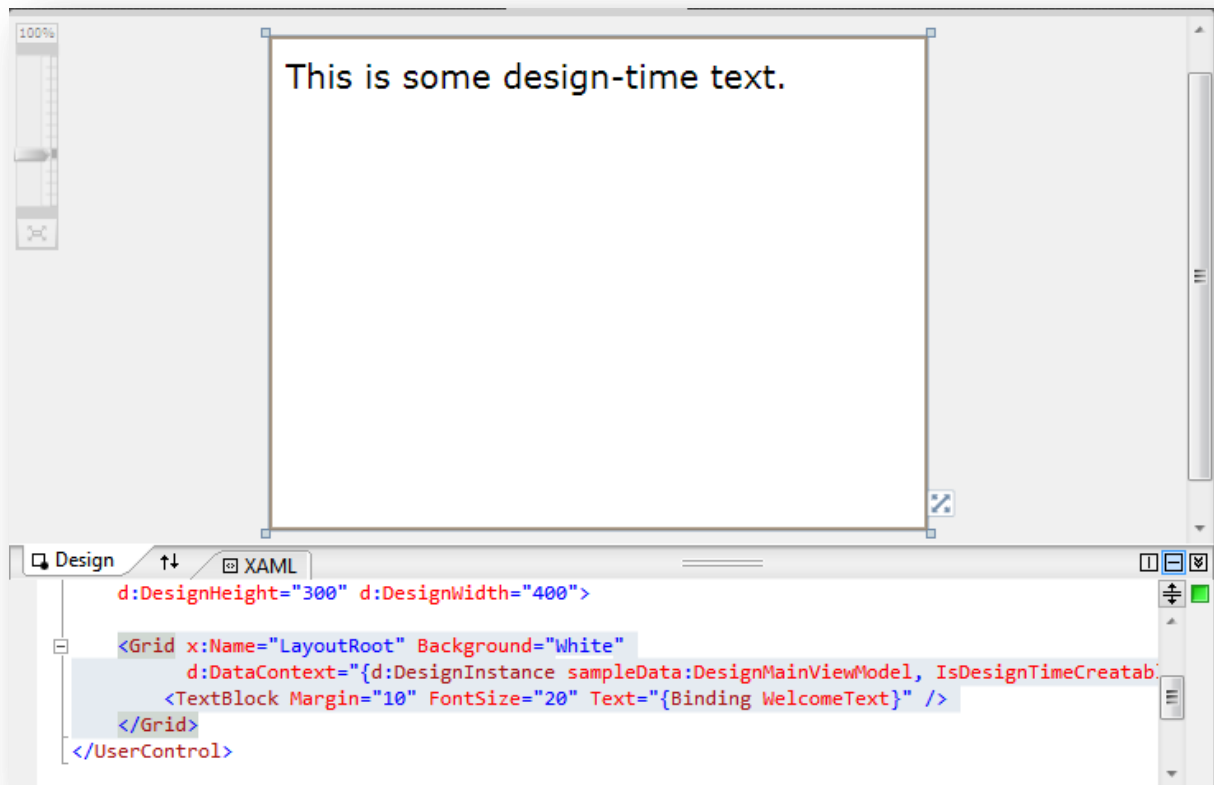 100%
This is some design-time text.
Design
XAML
d:DesignHeight="300" d:DesignWidth="400">
<Grid x:Name="LayoutRoot" Background="White"
d:DataContext="{d:DesignInstance sampleData:DesignMainViewModel, IsDesignTimeCreatabl
<TextBlock Margin="10" FontSize="20" Text="{Binding WelcomeText}" />
</Grid>
</UserControl>